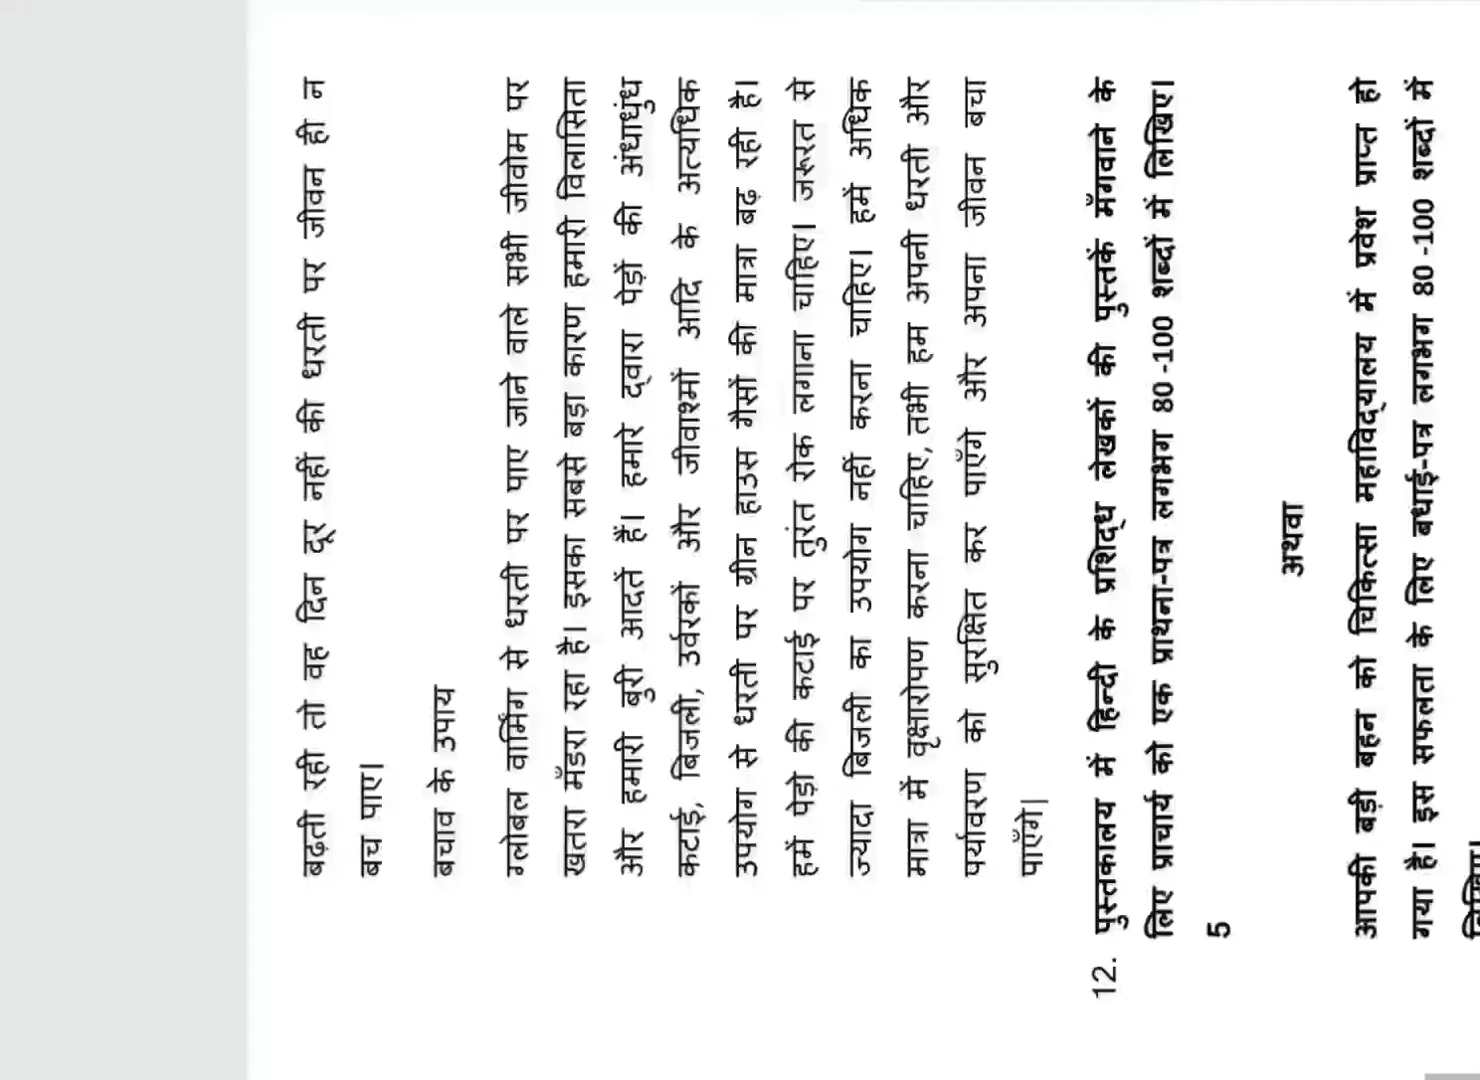 बढ़ती रही तो वह दिन दूर नहीं की धरती पर जीवन ही न
बच पाए।
बचाव के उपाय
ग्लोबल वार्मिंग से धरती पर पाए जाने वाले सभी जीवोम पर
खतरा मँडरा रहा है। इसका सबसे बड़ा कारण हमारी विलासिता
और हमारी बुरी आदतें हैं। हमारे द्वारा पेड़ों की अंधाधुंध
कटाई, बिजली, उर्वरकों और जीवाश्मों आदि के अत्यधिक
उपयोग से धरती पर ग्रीन हाउस गैसों की मात्रा बढ़ रही है।
हमें पेड़ो की कटाई पर तुरंत रोक लगाना चाहिए। जरूरत से
ज्यादा बिजली का उपयोग नहीं करना चाहिए। हमें अधिक
मात्रा में वृक्षारोपण करना चाहिए, तभी हम अपनी धरती और
पर्यावरण को सुरक्षित कर पाएँगे और अपना जीवन बचा
पाएँगे।
12. पुस्तकालय में हिन्दी के प्रशिद्ध लेखकों की पुस्तकें मँगवाने के
लिए प्राचार्य को एक प्राथना-पत्र लगभग 80 -100 शब्दों में लिखिए।
5
अथवा
आपकी बड़ी बहन को चिकित्सा महाविद्यालय में प्रवेश प्राप्त हो
गया है। इस सफलता के लिए बधाई-पत्र लगभग 80 -100 शब्दों में
लिखिए।